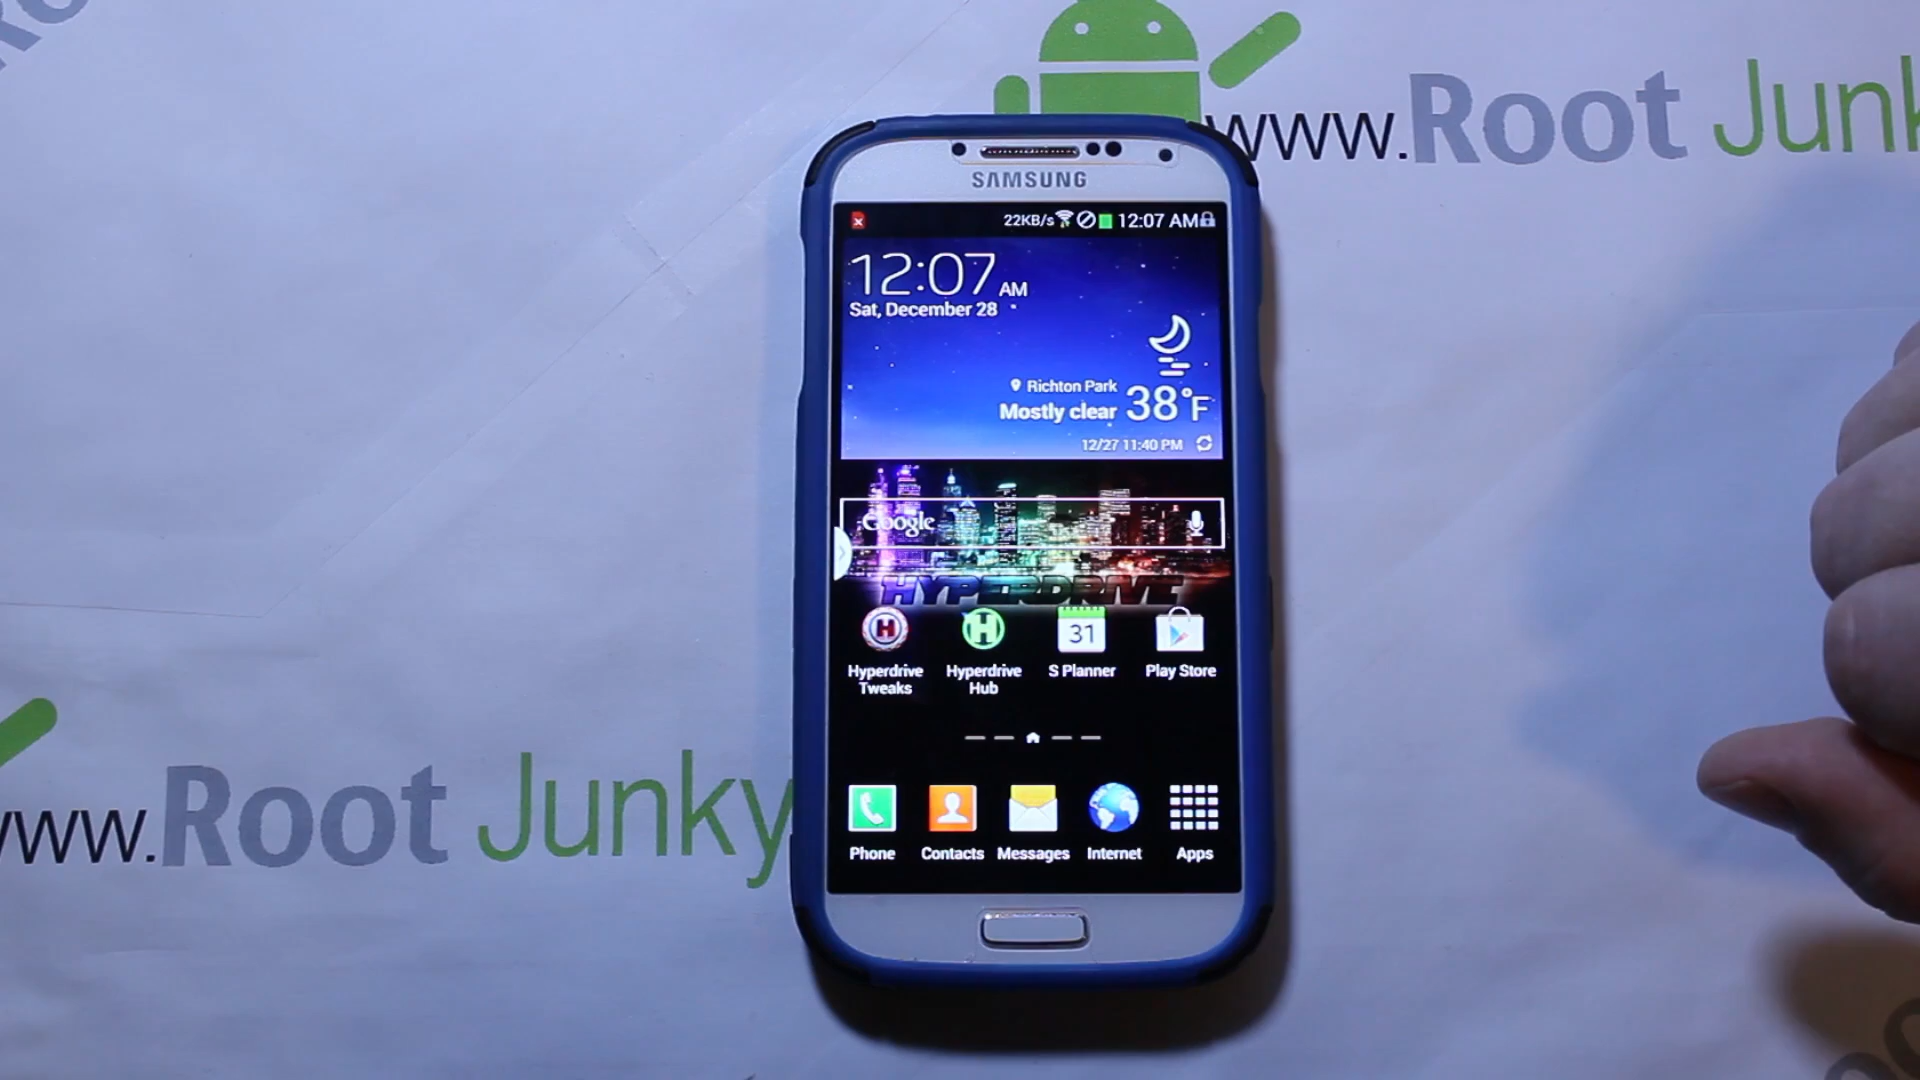 www.Root Junk
SAMSUNG
22KB/s 12:07 AM
12:07 AM
Sat, December 28
Richton Park
Mostly clear 38°F
12/27 11:40 PM
Google
HYPERDRIVE
31
Hyperdrive Tweaks
Hyperdrive Hub
S Planner
Play Store
www.Root Junky
Phone
Contacts
Messages
Internet
Apps